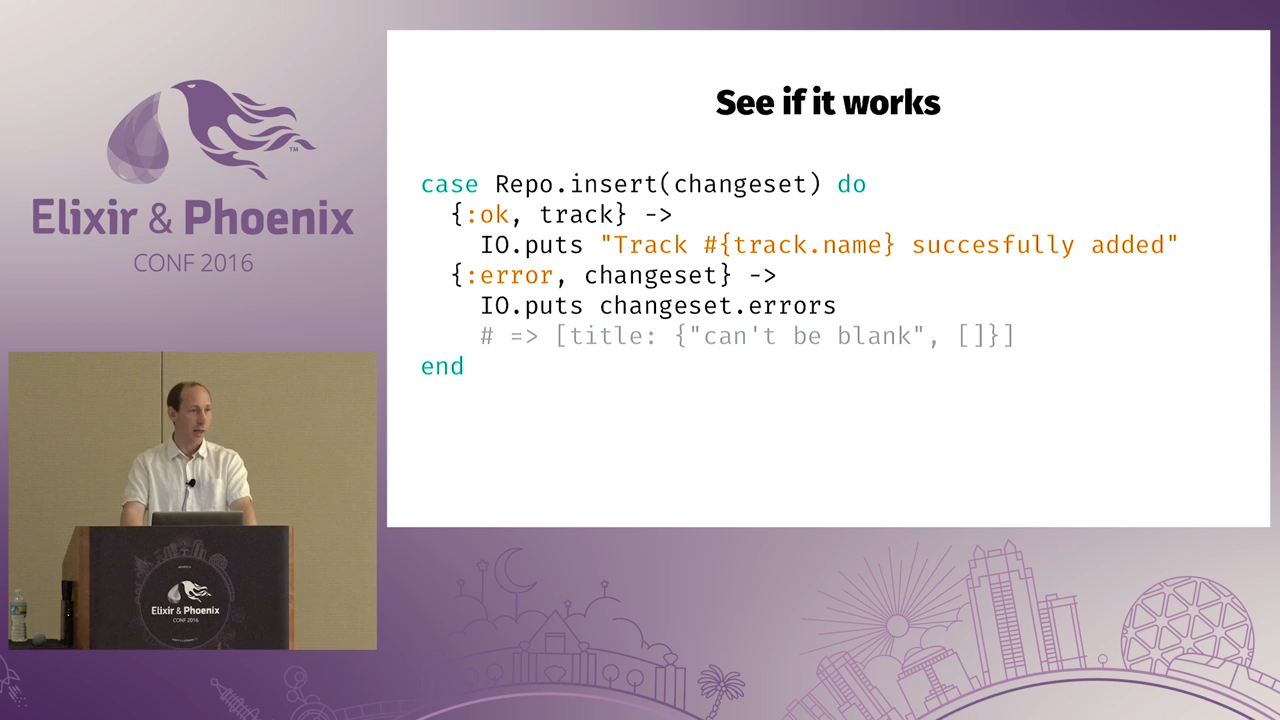 Elixir & Phoenix
TM
CONF 2016
See if it works
case Repo.insert(changeset) do
{:ok, track} ->
IO.puts "Track #{track.name} succesfully added"
{:error, changeset} ->
IO.puts changeset.errors
# => [title: {"can't be blank", []}]
end
Elixir & Phoenix
CONF 2016